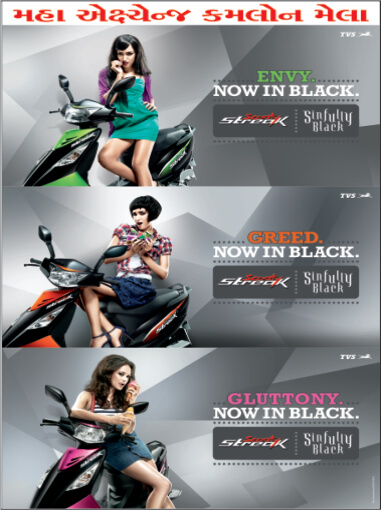 મહા એક્ષ્ચેન્જ કમલોન મેલા
TVS
ENVY.
NOW IN BLACK.
Scooty Streak
Sinfully Black
TVS
GREED.
NOW IN BLACK.
Scooty Streak
Sinfully Black
TVS
GLUTTONY.
NOW IN BLACK.
Scooty Streak
Sinfully Black